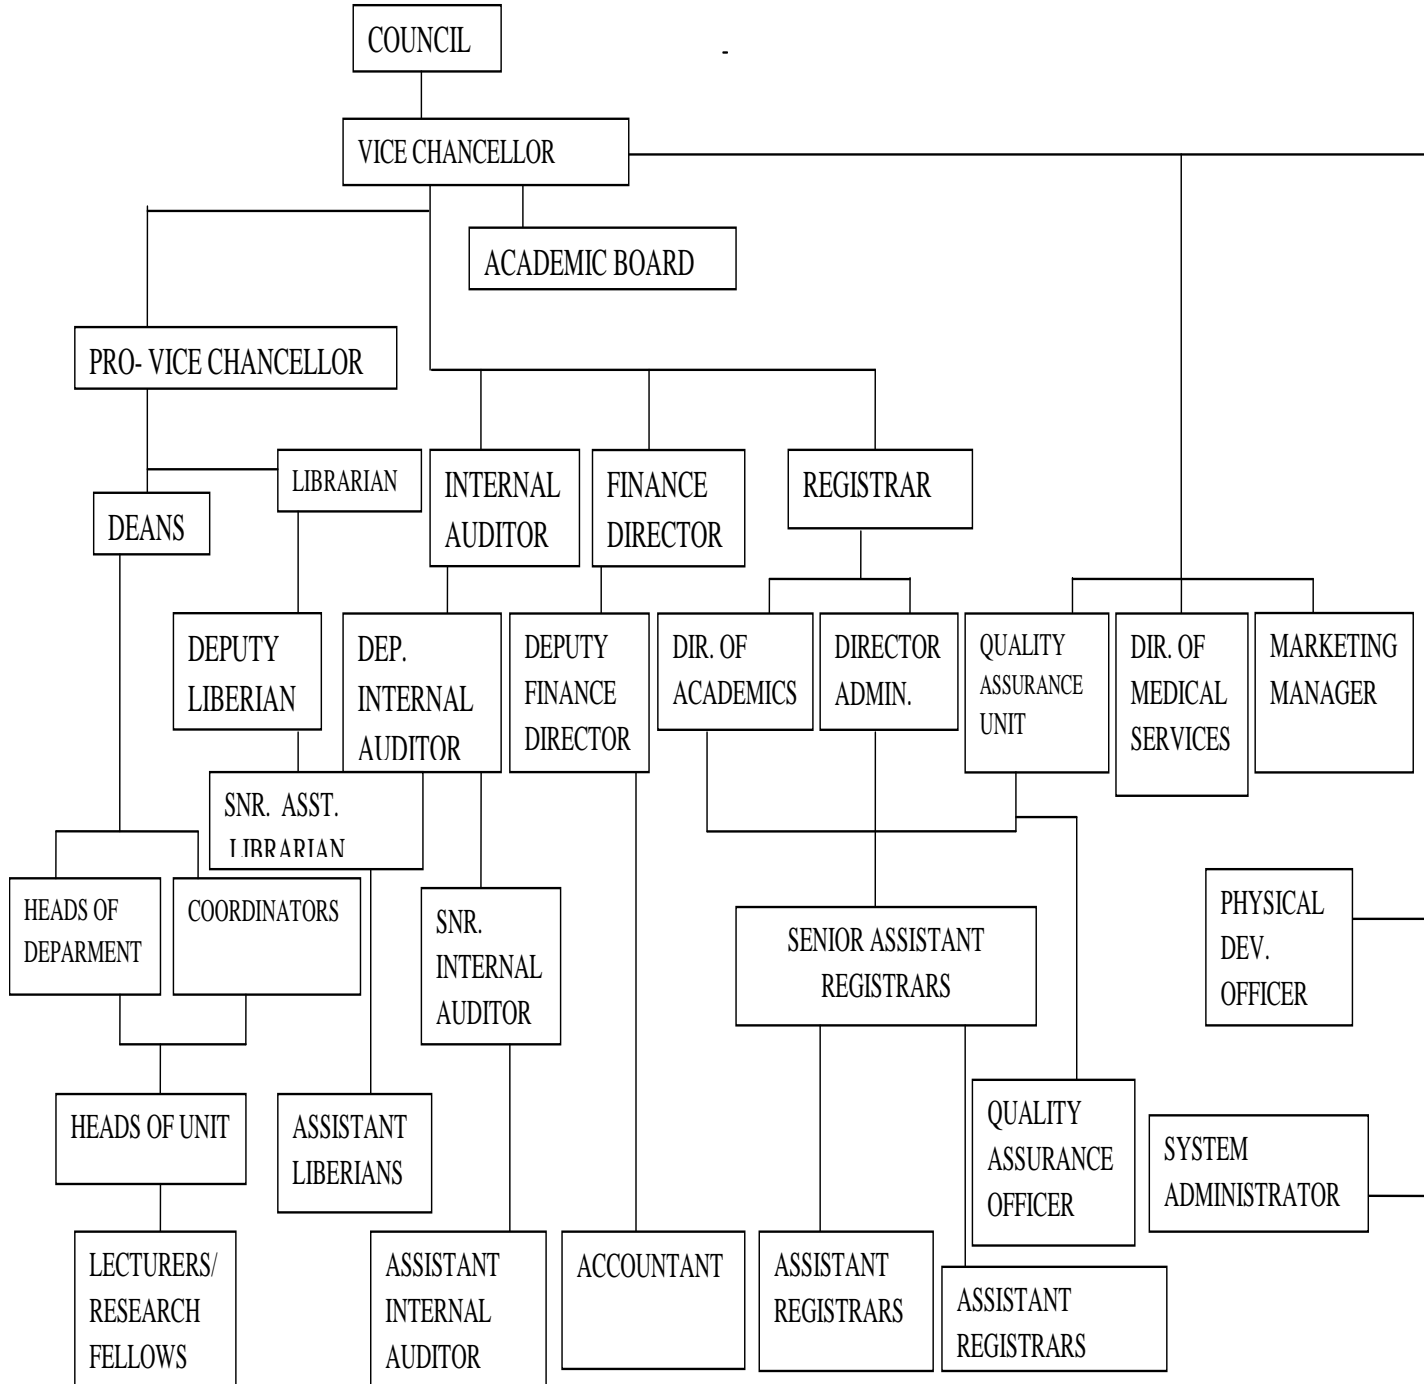 COUNCIL
-
VICE CHANCELLOR
ACADEMIC BOARD
PRO- VICE CHANCELLOR
LIBRARIAN
INTERNAL
AUDITOR
FINANCE
DIRECTOR
REGISTRAR
DEANS
DEPUTY
LIBERIAN
DEP.
INTERNAL
AUDITOR
DEPUTY
FINANCE
DIRECTOR
DIR. OF
ACADEMICS
DIRECTOR
ADMIN.
QUALITY
ASSURANCE
UNIT
DIR. OF
MEDICAL
SERVICES
MARKETING
MANAGER
SNR. ASST.
LIBRARIAN
HEADS OF
DEPARMENT
COORDINATORS
SNR.
INTERNAL
AUDITOR
SENIOR ASSISTANT
REGISTRARS
PHYSICAL
DEV.
OFFICER
HEADS OF UNIT
ASSISTANT
LIBERIANS
QUALITY
ASSURANCE
OFFICER
SYSTEM
ADMINISTRATOR
LECTURERS/
RESEARCH
FELLOWS
ASSISTANT
INTERNAL
AUDITOR
ACCOUNTANT
ASSISTANT
REGISTRARS
ASSISTANT
REGISTRARS